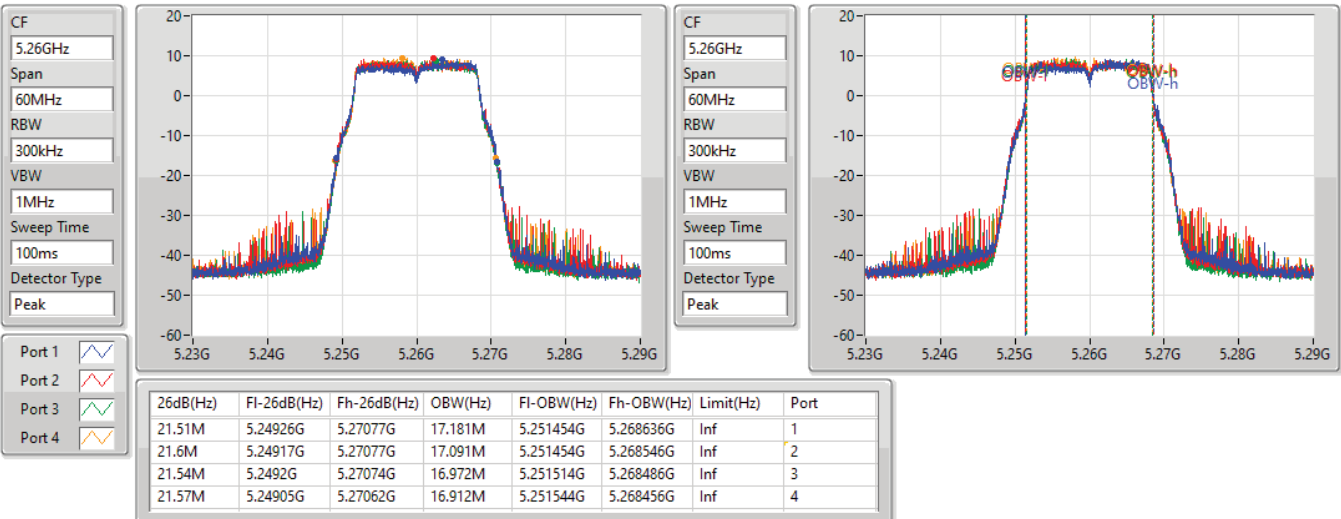 CF
5.26GHz
Span
60MHz
RBW
300kHz
VBW
1MHz
Sweep Time
100ms
Detector Type
Peak
20
10
0
-10
-20
-30
-40
-50
-60
5.23G 5.24G 5.25G 5.26G 5.27G 5.28G 5.29G
CF
5.26GHz
Span
60MHz
RBW
300kHz
VBW
1MHz
Sweep Time
100ms
Detector Type
Peak
20
10
0
-10
-20
-30
-40
-50
-60
OBW-l OBW-h
OBW-h
5.23G 5.24G 5.25G 5.26G 5.27G 5.28G 5.29G
Port 1
Port 2
Port 3
Port 4
26dB(Hz) Fl-26dB(Hz) Fh-26dB(Hz) OBW(Hz) Fl-OBW(Hz) Fh-OBW(Hz) Limit(Hz) Port
21.51M 5.24926G 5.27077G 17.181M 5.251454G 5.268636G Inf 1
21.6M 5.24917G 5.27077G 17.091M 5.251454G 5.268546G Inf 2
21.54M 5.2492G 5.27074G 16.972M 5.251514G 5.268486G Inf 3
21.57M 5.24905G 5.27062G 16.912M 5.251544G 5.268456G Inf 4